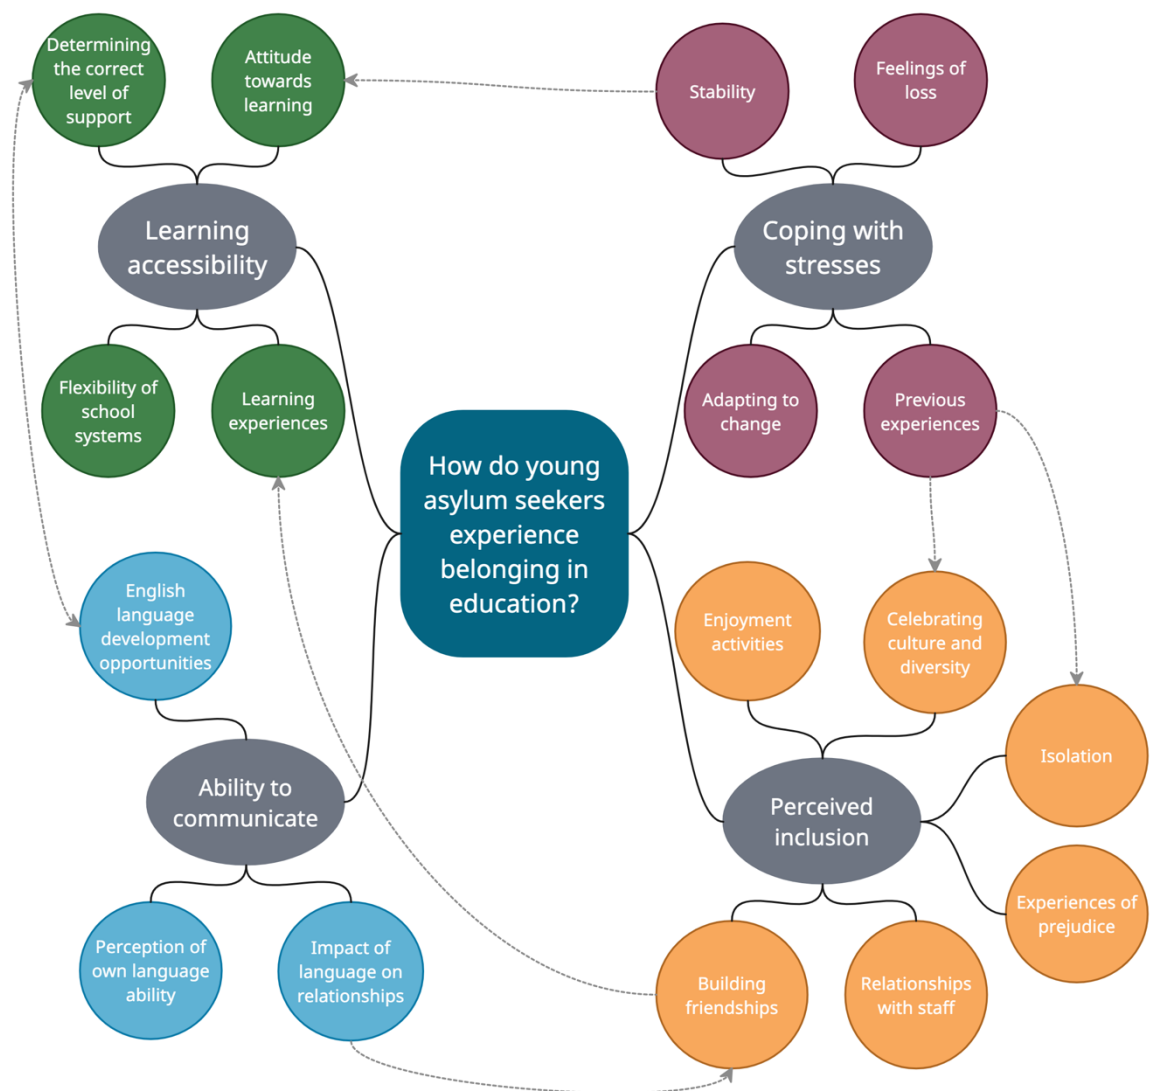 Determining
the correct
level of
support
Attitude
towards
learning
Stability
Feelings of
loss
Learning
accessibility
Coping with
stresses
Flexibility of
school
systems
Learning
experiences
Adapting to
change
Previous
experiences
How do young
asylum seekers
experience
belonging in
education?
English
language
development
opportunities
Enjoyment
activities
Celebrating
culture and
diversity
Isolation
Ability to
communicate
Perceived
inclusion
Experiences of
prejudice
Perception of
own language
ability
Impact of
language on
relationships
Building
friendships
Relationships
with staff